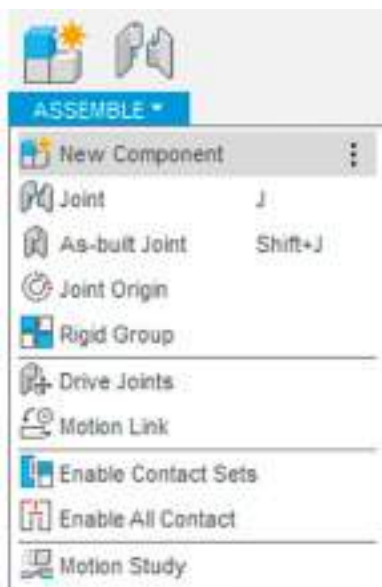 ASSEMBLE
New Component
Joint J
As-built Joint Shift+J
Joint Origin
Rigid Group
Drive Joints
Motion Link
Enable Contact Sets
Enable All Contact
Motion Study